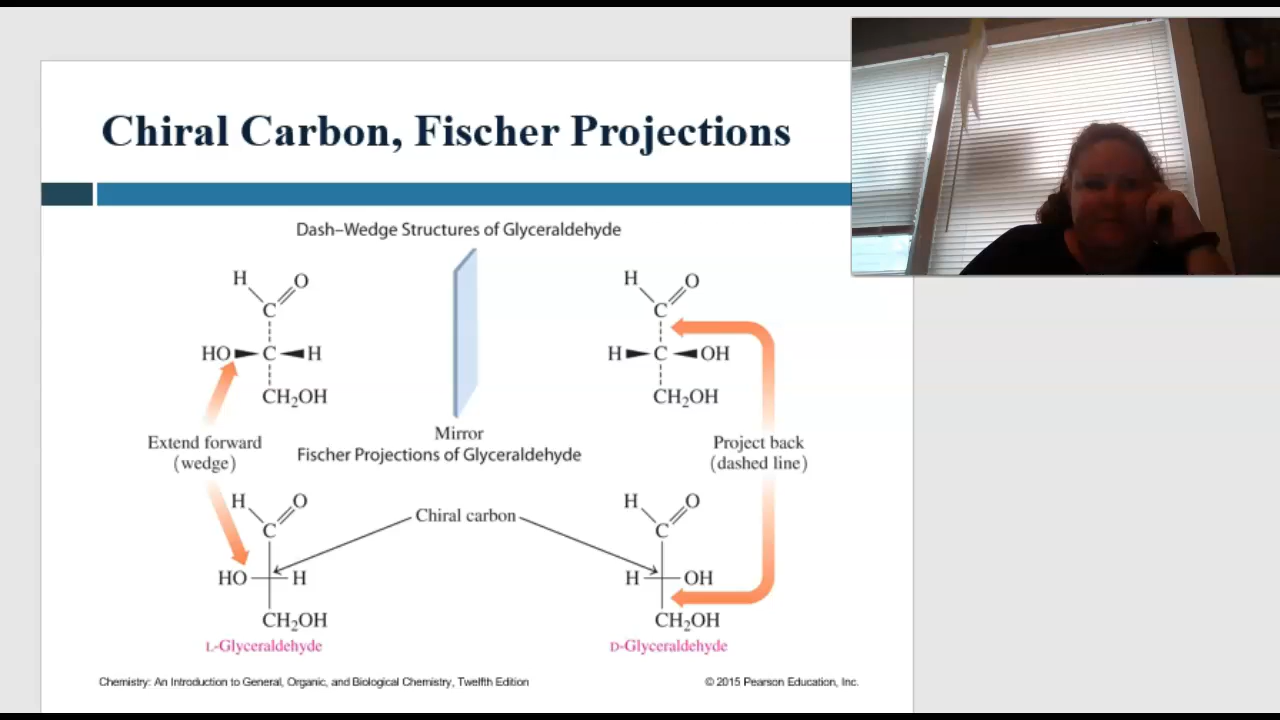 Chiral Carbon, Fischer Projections
Dash–Wedge Structures of Glyceraldehyde
H O
C
HO C H
CH₂OH
H O
C
H C OH
CH₂OH
Mirror
Extend forward
(wedge)
Fischer Projections of Glyceraldehyde
Project back
(dashed line)
Chiral carbon
H O
C
HO H
CH₂OH
L-Glyceraldehyde
H O
C
H OH
CH₂OH
D-Glyceraldehyde
Chemistry: An Introduction to General, Organic, and Biological Chemistry, Twelfth Edition
© 2015 Pearson Education, Inc.